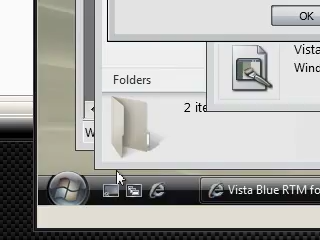 OK
Vista
Wind
Folders
2 ite
W
Vista Blue RTM fo